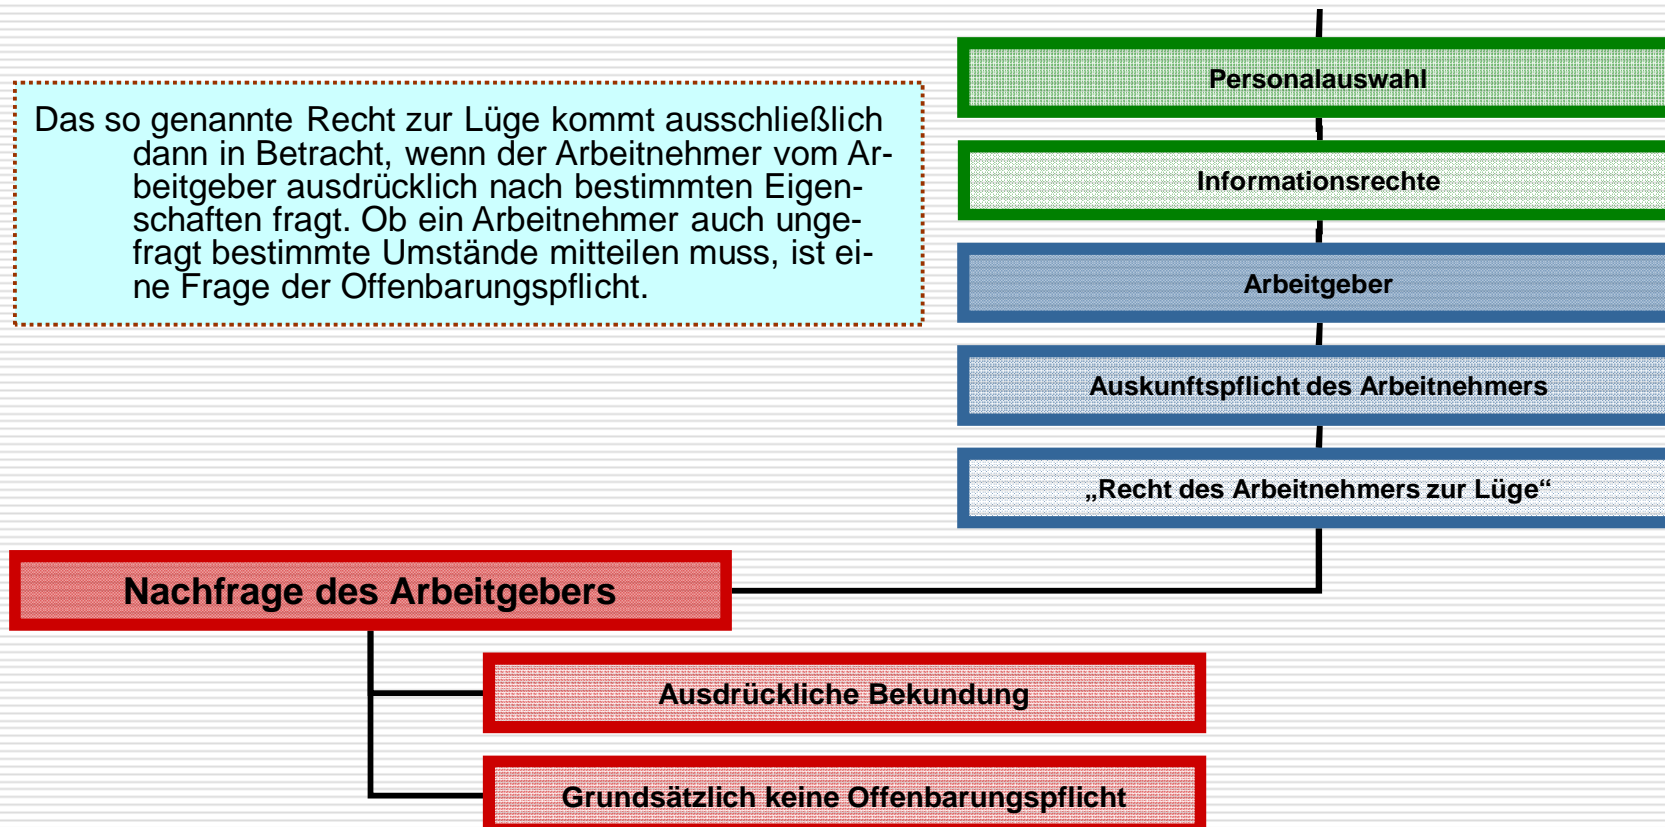 Das so genannte Recht zur Lüge kommt ausschließlich
dann in Betracht, wenn der Arbeitnehmer vom Ar-
beitgeber ausdrücklich nach bestimmten Eigen-
schaften fragt. Ob ein Arbeitnehmer auch unge-
fragt bestimmte Umstände mitteilen muss, ist ei-
ne Frage der Offenbarungspflicht.
Personalauswahl
Informationsrechte
Arbeitgeber
Auskunftspflicht des Arbeitnehmers
„Recht des Arbeitnehmers zur Lüge“
Nachfrage des Arbeitgebers
Ausdrückliche Bekundung
Grundsätzlich keine Offenbarungspflicht